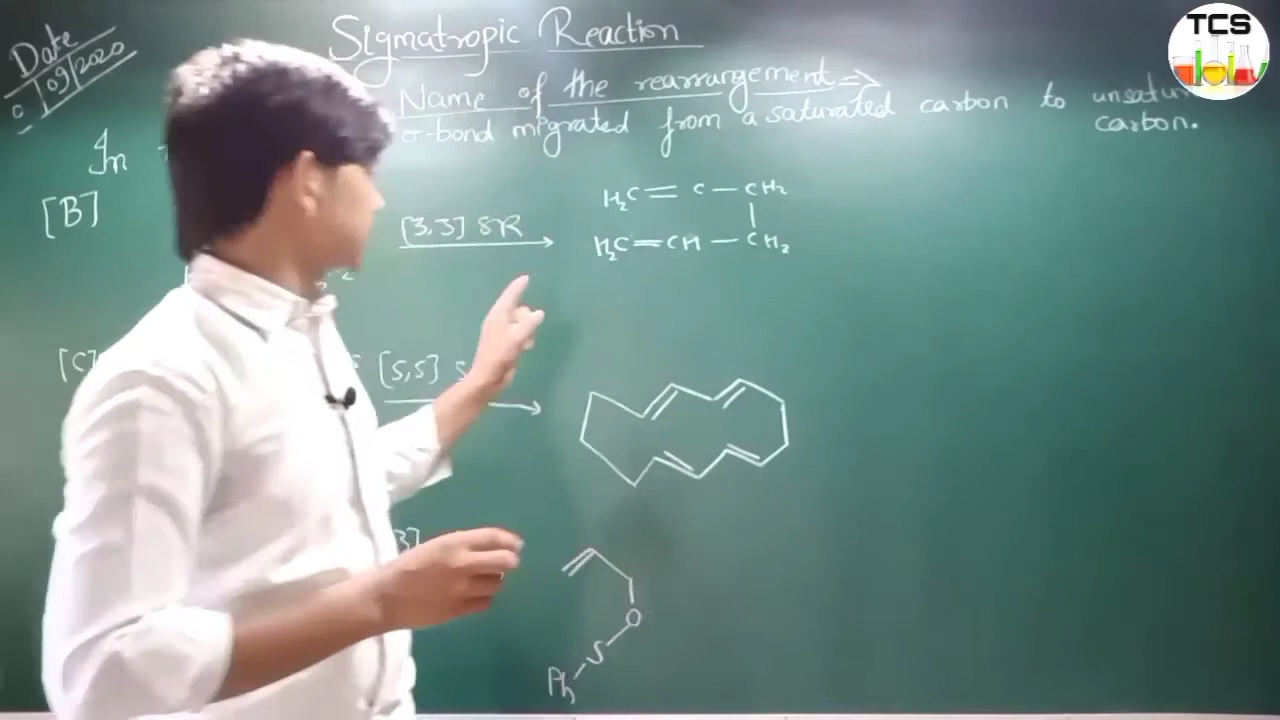 TCS
Date
09/2020
Sigmatropic Reaction
Name of the rearrangement →
σ-bond migrated from a saturated carbon to unsatur
carbon.
In
[B]
[3,3] SR
H₂C = C — CH₂
H₂C = CH — CH₂
[C]
[5,5] S
3]
O
S
Ph